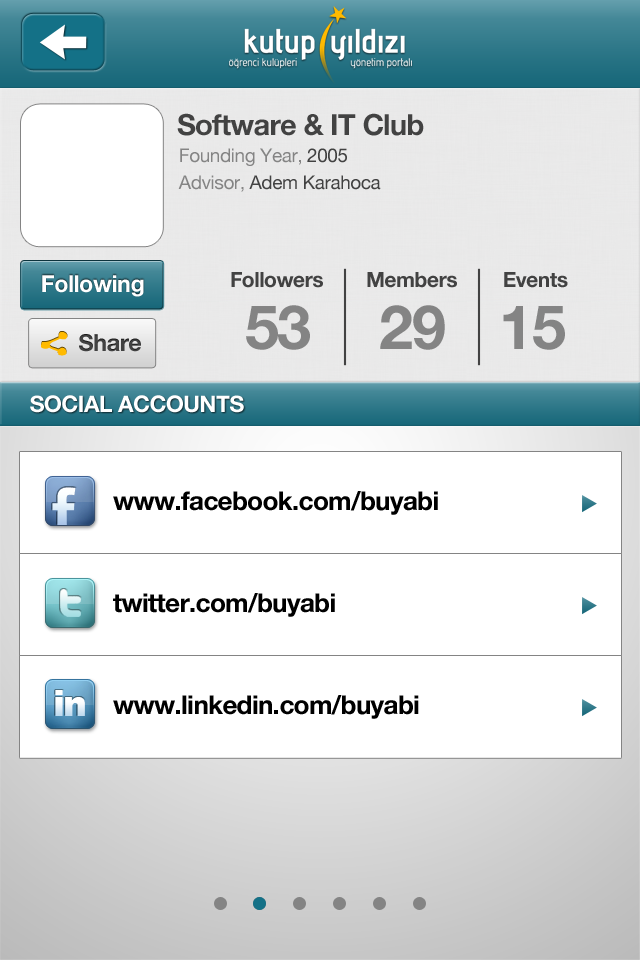 kutup yıldızı
öğrenci kulüpleri yönetim portalı
Software & IT Club
Founding Year, 2005
Advisor, Adem Karahoca
Following
Share
Followers Members Events
53 29 15
SOCIAL ACCOUNTS
f www.facebook.com/buyabi
t twitter.com/buyabi
in www.linkedin.com/buyabi